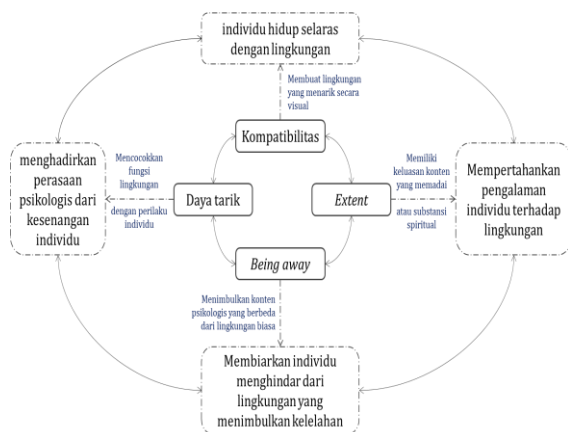 individu hidup selaras
dengan lingkungan
Membuat lingkungan
yang menarik secara
visual
Kompatibilitas
menghadirkan
perasaan
psikologis dari
kesenangan
individu
Mencocokkan
fungsi
lingkungan
dengan perilaku
individu
Daya tarik
Extent
Memiliki
keluasan konten
yang memadai
atau substansi
spiritual
Mempertahankan
pengalaman
individu terhadap
lingkungan
Being away
Menimbulkan konten
psikologis yang berbeda
dari lingkungan biasa
Membiarkan individu
menghindar dari
lingkungan yang
menimbulkan kelelahan